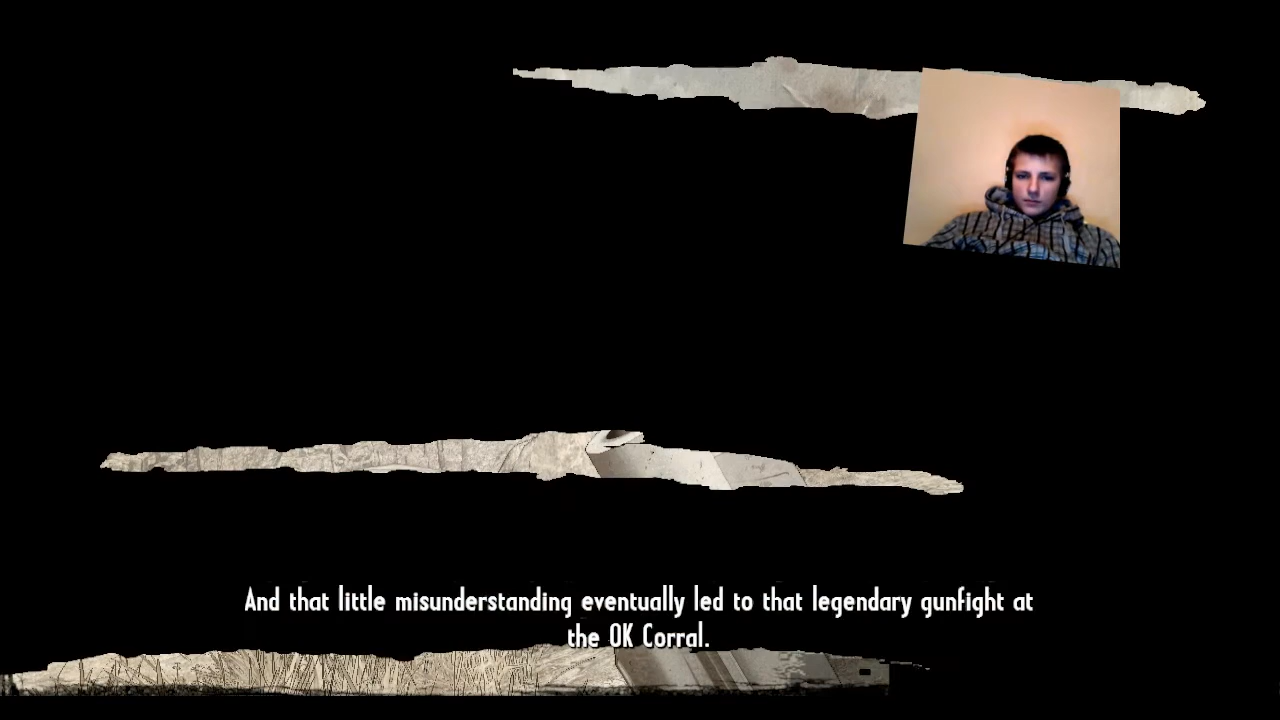 And that little misunderstanding eventually led to that legendary gunfight at
the OK Corral.